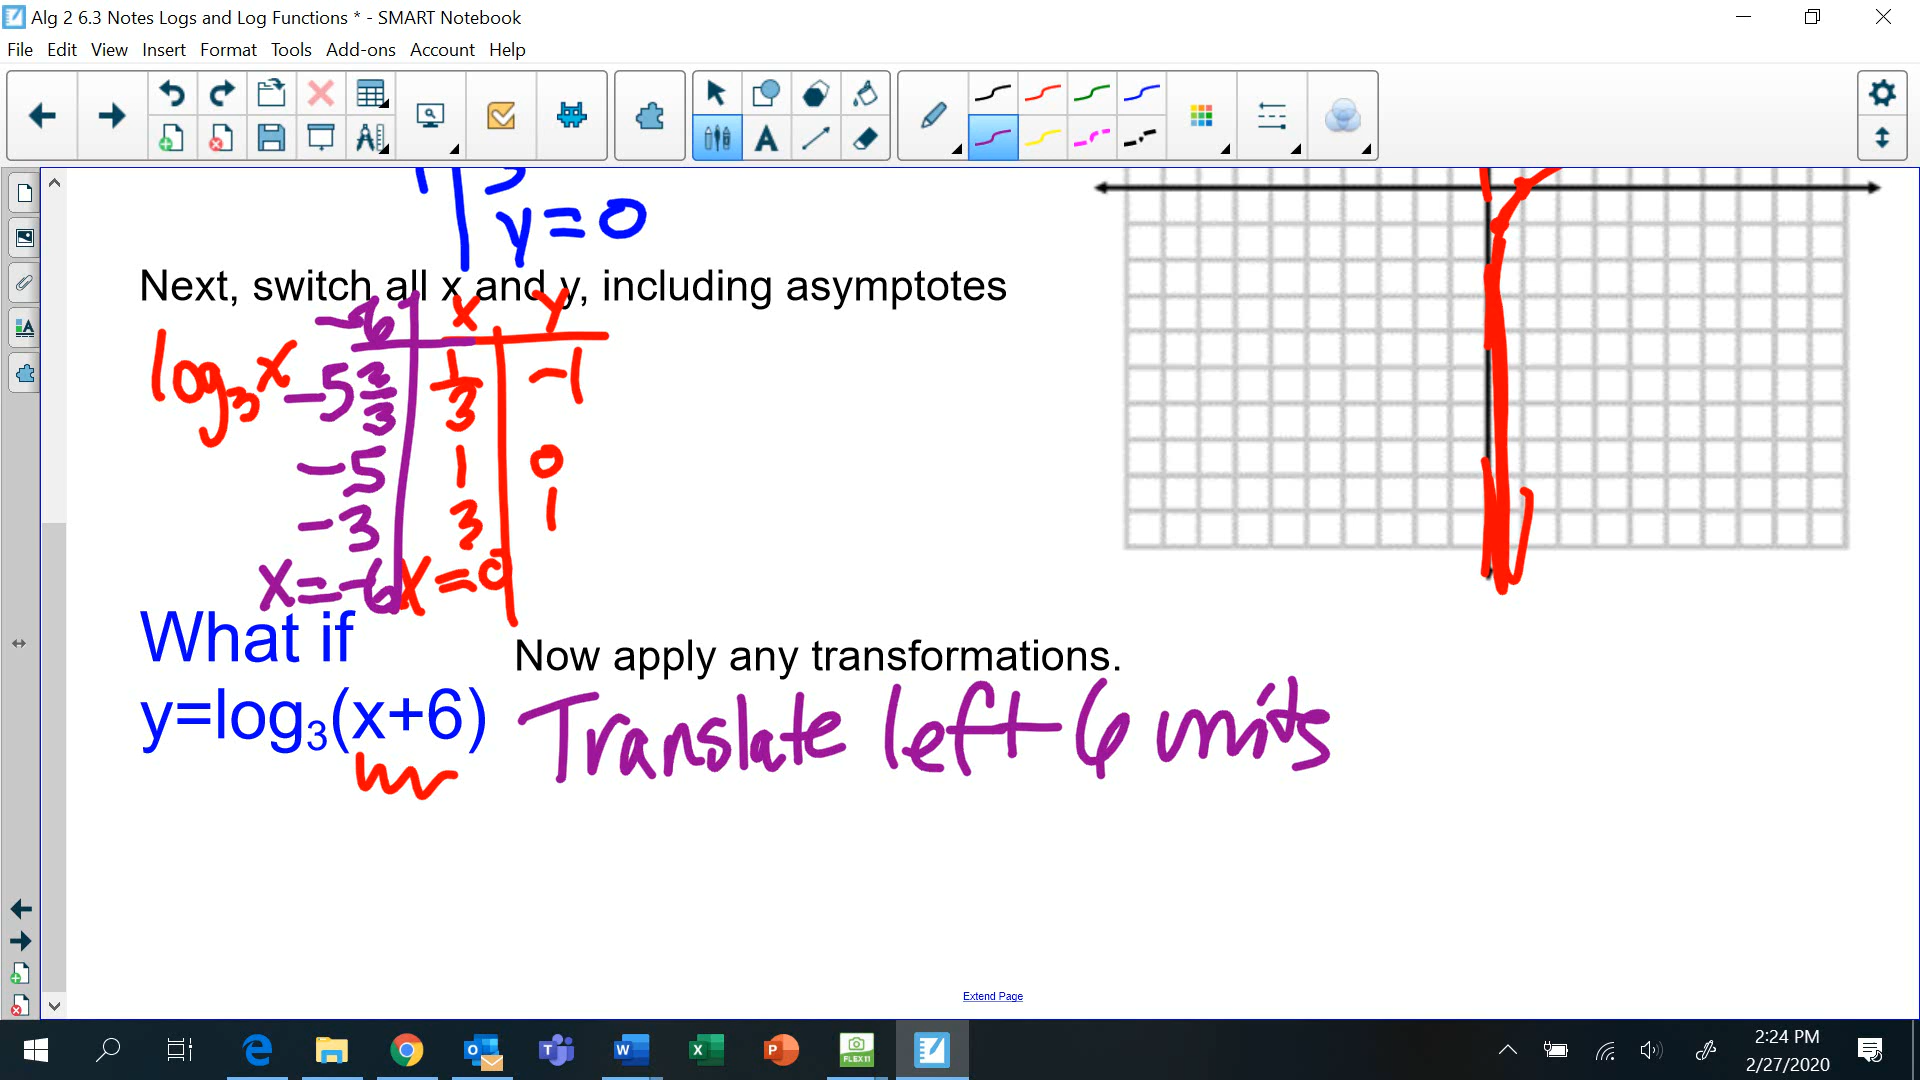 Alg 2 6.3 Notes Logs and Log Functions * - SMART Notebook
File Edit View Insert Format Tools Add-ons Account Help
y=0
Next, switch all x and y, including asymptotes
-6 x y
log₃x -5 2/3 1/3 -1
-5 1 0
-3 3 1
x=-6 x=0
What if
Now apply any transformations.
y=log₃(x+6) Translate left 6 units
Extend Page
2:24 PM
2/27/2020